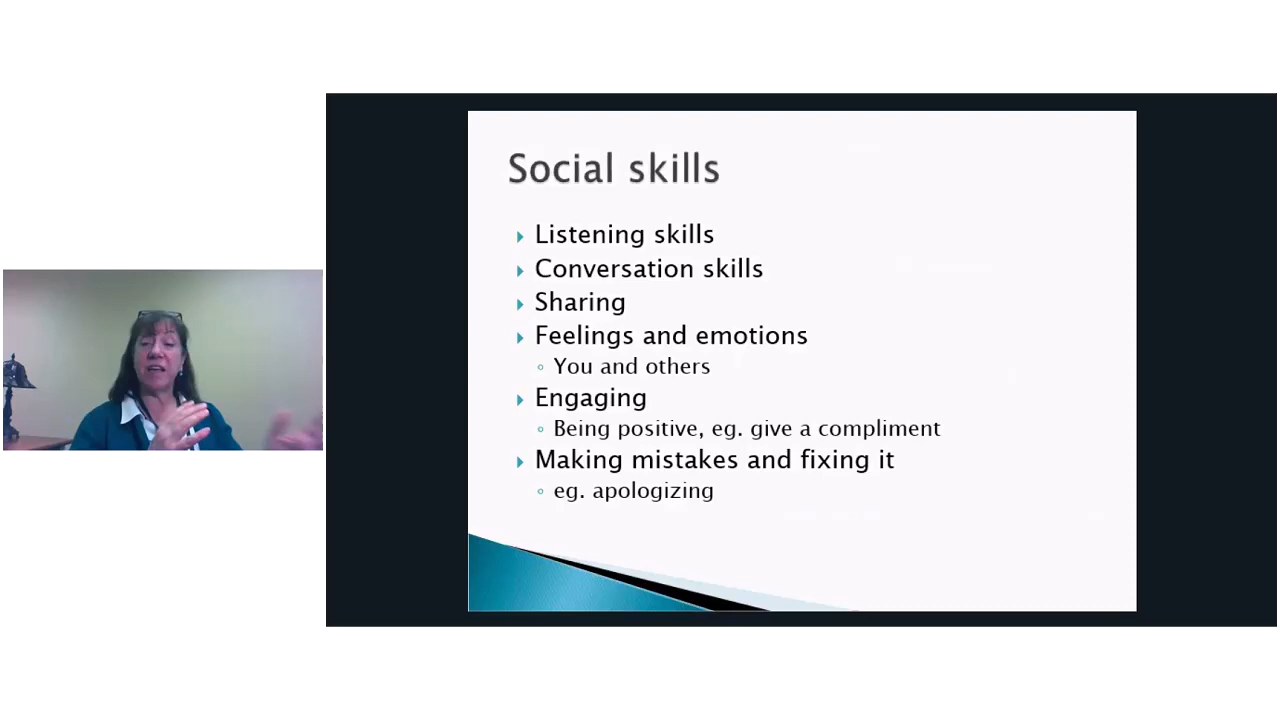 Social skills
Listening skills
Conversation skills
Sharing
Feelings and emotions
You and others
Engaging
Being positive, eg. give a compliment
Making mistakes and fixing it
eg. apologizing